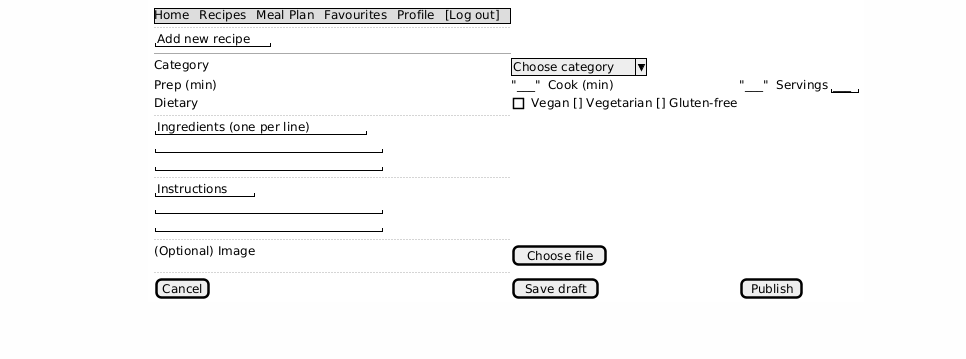 Home Recipes Meal Plan Favourites Profile [Log out]
Add new recipe
Category Choose category ▼
Prep (min) "___" Cook (min) "___" Servings ___
Dietary Vegan [] Vegetarian [] Gluten-free
Ingredients (one per line)
Instructions
(Optional) Image Choose file
Cancel Save draft Publish